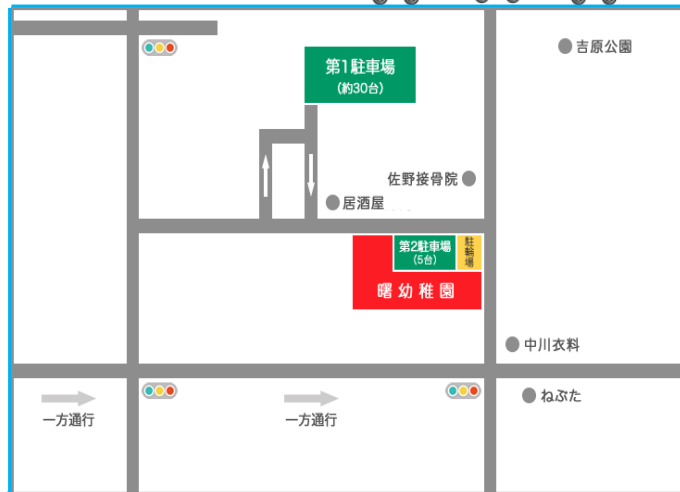 吉原公園
第1駐車場
(約30台)
佐野接骨院
居酒屋
第2駐車場
(5台)
駐輪場
曙幼稚園
中川衣料
ねぶた
一方通行
一方通行